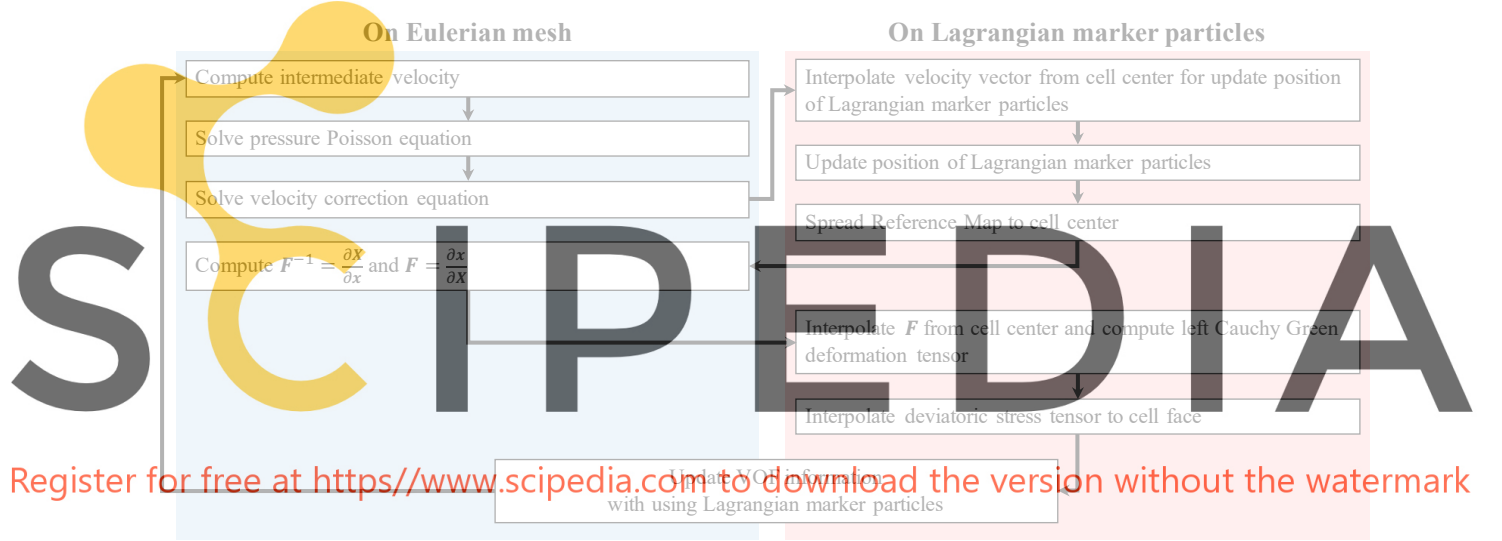 On Eulerian mesh
Compute intermediate velocity
Solve pressure Poisson equation
Solve velocity correction equation
Compute F⁻¹ = ∂X/∂x and F = ∂x/∂X
On Lagrangian marker particles
Interpolate velocity vector from cell center for update position
of Lagrangian marker particles
Update position of Lagrangian marker particles
Spread Reference Map to cell center
Interpolate F from cell center and compute left Cauchy Green
deformation tensor
Interpolate deviatoric stress tensor to cell face
Update VOF information
with using Lagrangian marker particles
SCIPEDIA
Register for free at https//www.scipedia.com to download the version without the watermark